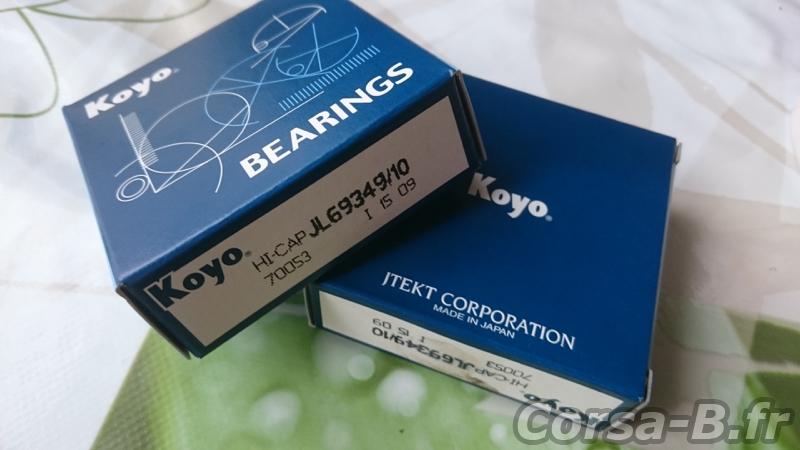 Koyo®
BEARINGS
Koyo® HI-CAP JL69349/10
70053 I 15 09
Koyo®
JTEKT CORPORATION
MADE IN JAPAN
HI-CAP JL69349/10
70053 I 15 09
Corsa-B.fr